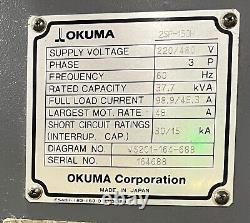 OKUMA 2SP-150H
SUPPLY VOLTAGE 220/480 V
PHASE 3 P
FREQUENCY 60 Hz
RATED CAPACITY 37.7 kVA
FULL LOAD CURRENT 98.9/45.3 A
LARGEST MOT. RATE 48 A
SHORT CIRCUIT RATINGS
(INTERRUP. CAP.) 30/15 kA
DIAGRAM NO. VS2C1-164-688
SERIAL NO. 164688
OKUMA Corporation
MADE IN JAPAN